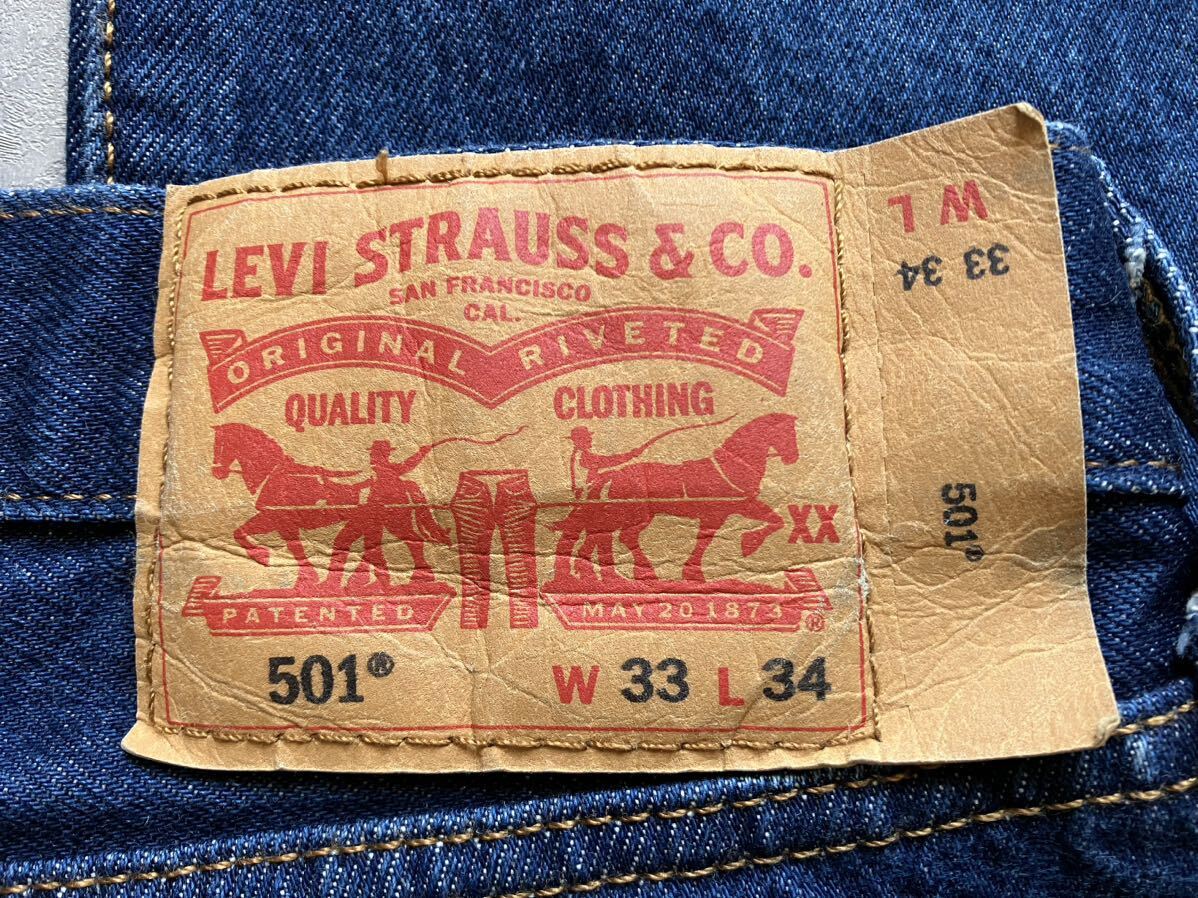 LEVI STRAUSS & CO.
SAN FRANCISCO
CAL.
ORIGINAL RIVETED
QUALITY CLOTHING
XX
PATENTED MAY 20 1873 ®
501® W 33 L 34
W L
33 34
501®